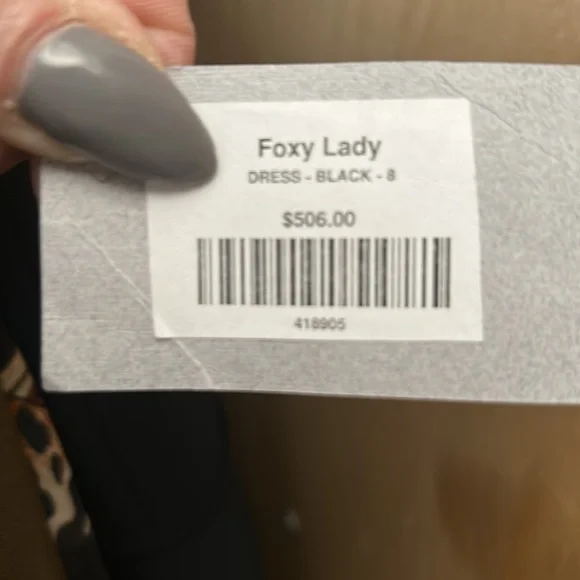 Foxy Lady
DRESS - BLACK - 8
$506.00
418905